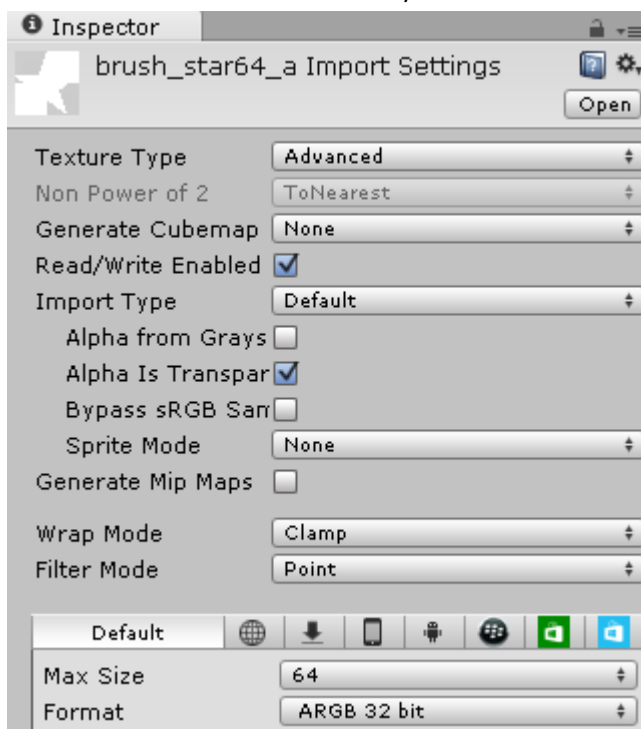 Inspector
brush_star64_a Import Settings
Open
Texture Type Advanced
Non Power of 2 ToNearest
Generate Cubemap None
Read/Write Enabled
Import Type Default
Alpha from Grays
Alpha Is Transpar
Bypass sRGB San
Sprite Mode None
Generate Mip Maps
Wrap Mode Clamp
Filter Mode Point
Default
Max Size 64
Format ARGB 32 bit